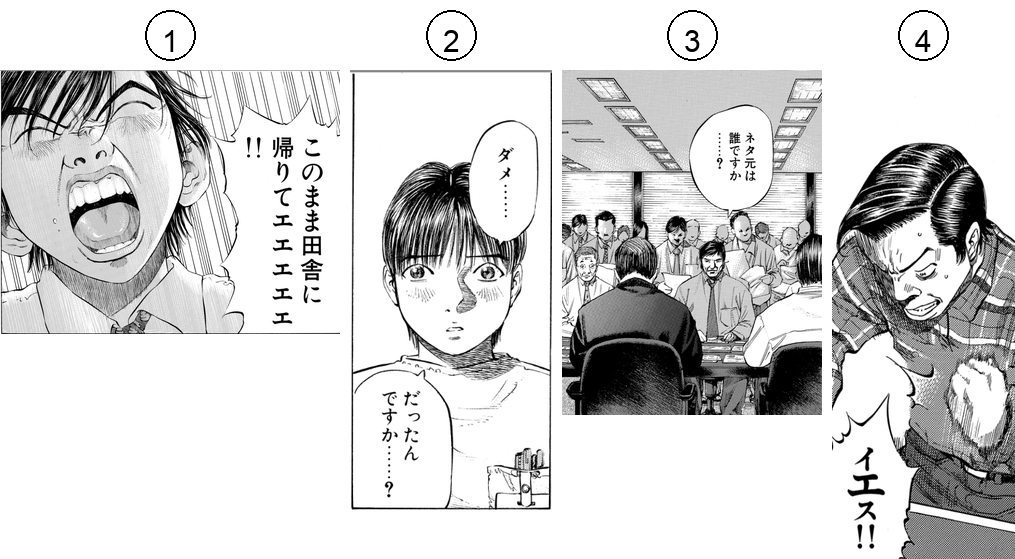 1
2
3
4
このまま田舎に
帰りてエエエエエ
!!
ダメ……
だったん
ですか……?
ネタ元は
誰ですか
……?
イエス!!